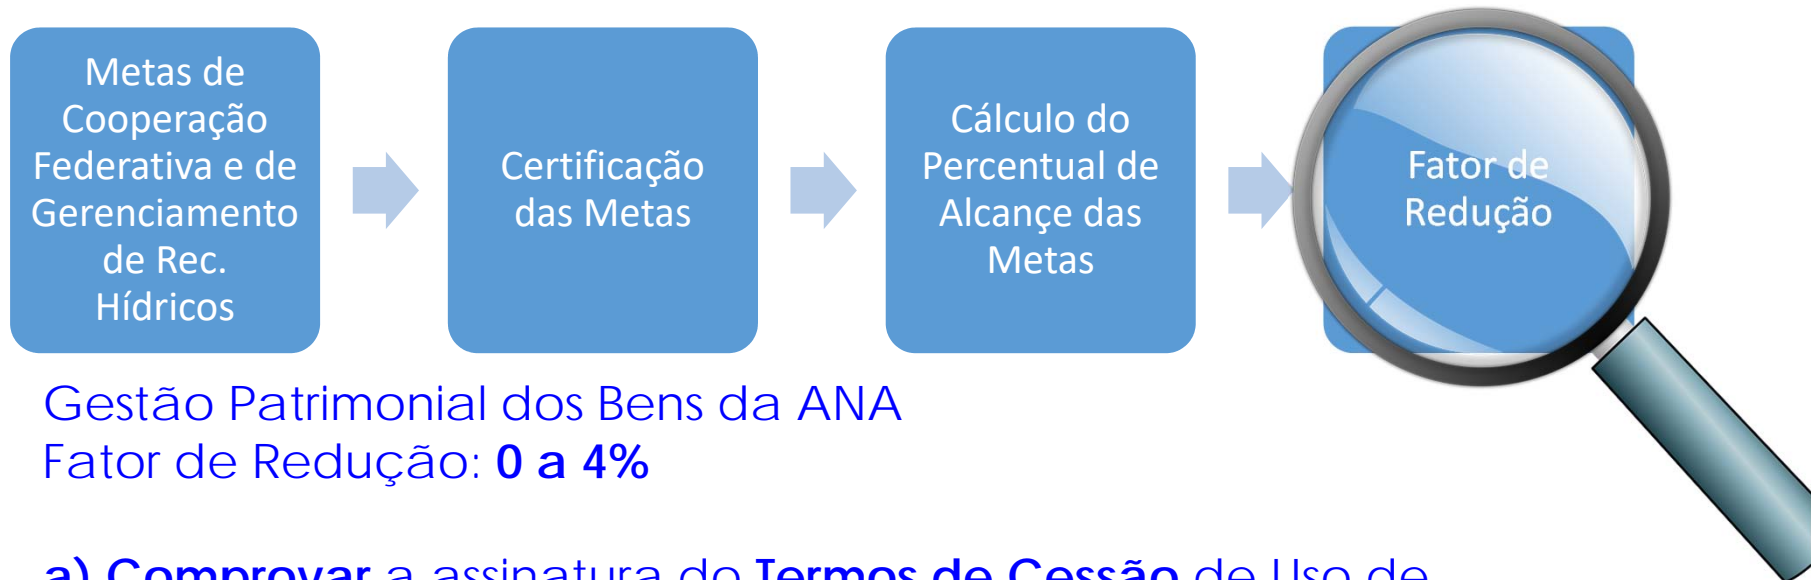 Metas de
Cooperação
Federativa e de
Gerenciamento
de Rec.
Hídricos
Certificação
das Metas
Cálculo do
Percentual de
Alcançe das
Metas
Fator de
Redução
Gestão Patrimonial dos Bens da ANA
Fator de Redução: 0 a 4%
a) Comprovar a assinatura do Termos de Cessão de Uso de